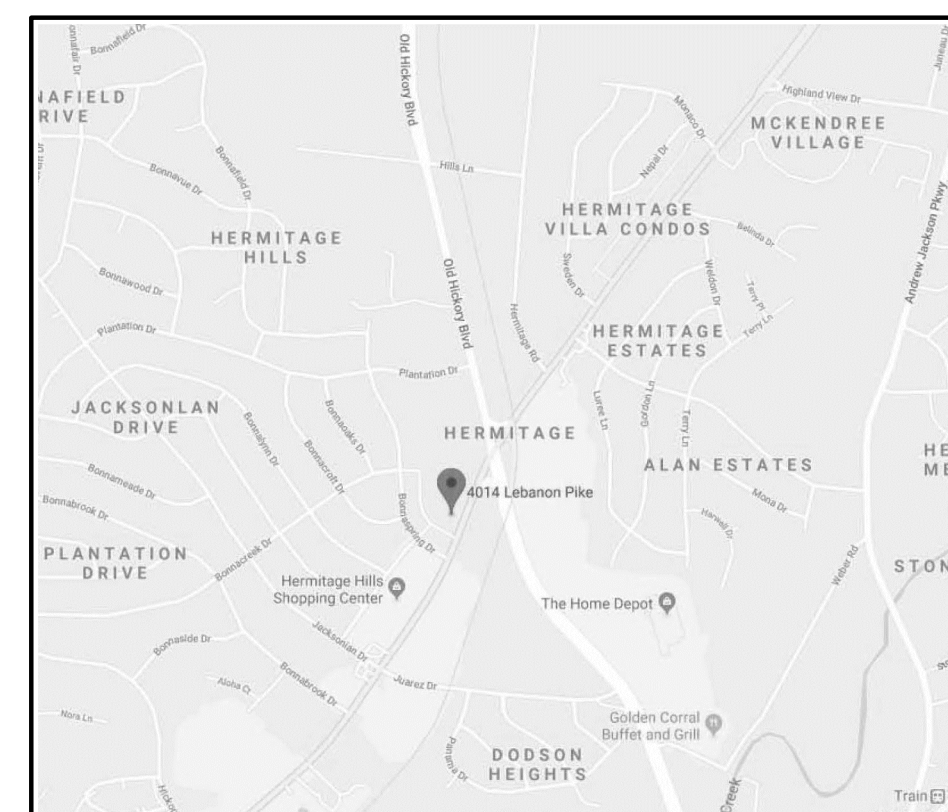 Bonnafield Dr
Old Hickory Blvd
NAFIELD
RIVE
Highland View Dr
Monaco Dr
MCKENDREE
VILLAGE
Hills Ln
Nepal Dr
Bonnafield Dr
Bonnavue Dr
Andrew Jackson Pkwy
HERMITAGE
VILLA CONDOS
HERMITAGE
HILLS
Belinda Dr
Old Hickory Blvd
Sweden Dr
Weldon Dr
Bonnawood Dr
Terry Pl
Plantation Dr
Hermitage Rd
Terry Ln
HERMITAGE
ESTATES
Plantation Dr
Luree Ln
Gordon Ln
Terry Ln
JACKSONLAN
DRIVE
Bonnalynn Dr
Bonnaoaks Dr
HERMITAGE
HE
ME
Bonnacroft Dr
ALAN ESTATES
Bonnameade Dr
4014 Lebanon Pike
Mona Dr
Bonnabrook Dr
Bonnaspring Dr
Harwell Dr
PLANTATION
DRIVE
Bonnacreek Dr
Weber Rd
STON
Hermitage Hills
Shopping Center
The Home Depot
Bonnaside Dr
Jacksonian Dr
Bonnabrook Dr
Aloha Ct
Juarez Dr
Nora Ln
Golden Corral
Buffet and Grill
Panama Dr
DODSON
HEIGHTS
Creek
Train